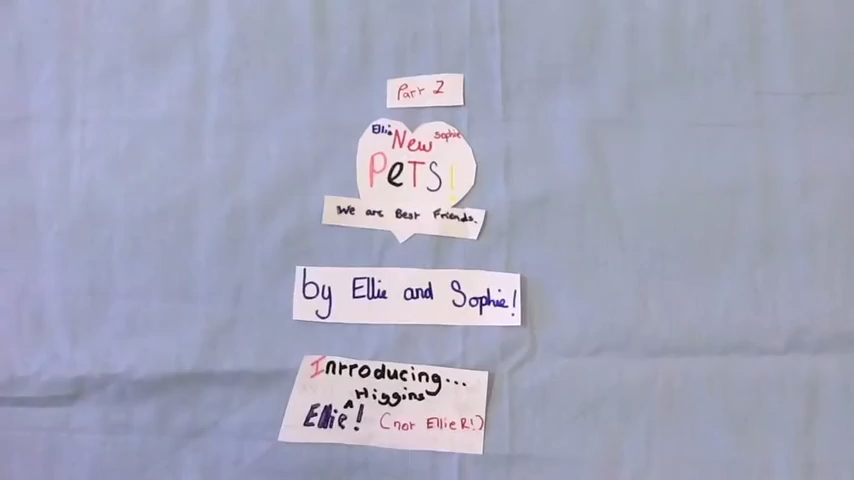 Part 2
Ellie Sophie
New
PeTS!
We are Best Friends.
by Ellie and Sophie!
Introducing...
Higgins
Ellie ^! (not Ellie R!)